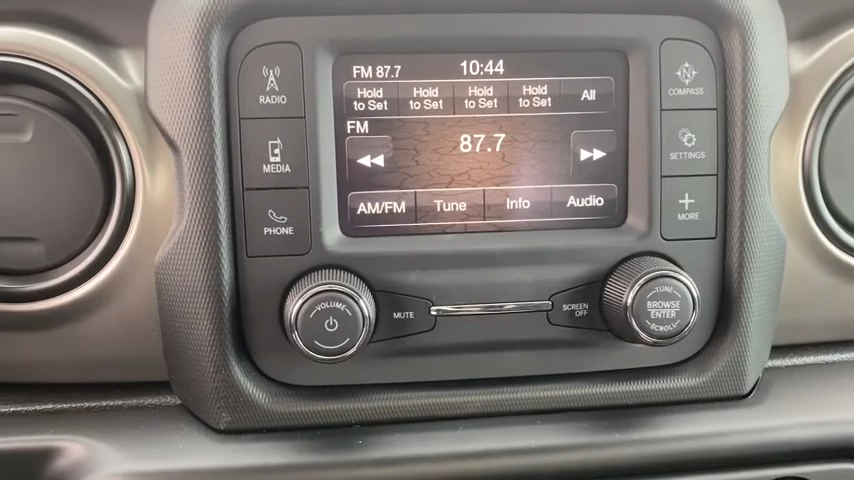 FM 87.7 10:44
Hold to Set
Hold to Set
Hold to Set
Hold to Set
All
FM
87.7
AM/FM Tune Info Audio
RADIO
MEDIA
PHONE
COMPASS
SETTINGS
MORE
VOLUME
MUTE
SCREEN OFF
TUNE
BROWSE
ENTER
SCROLL